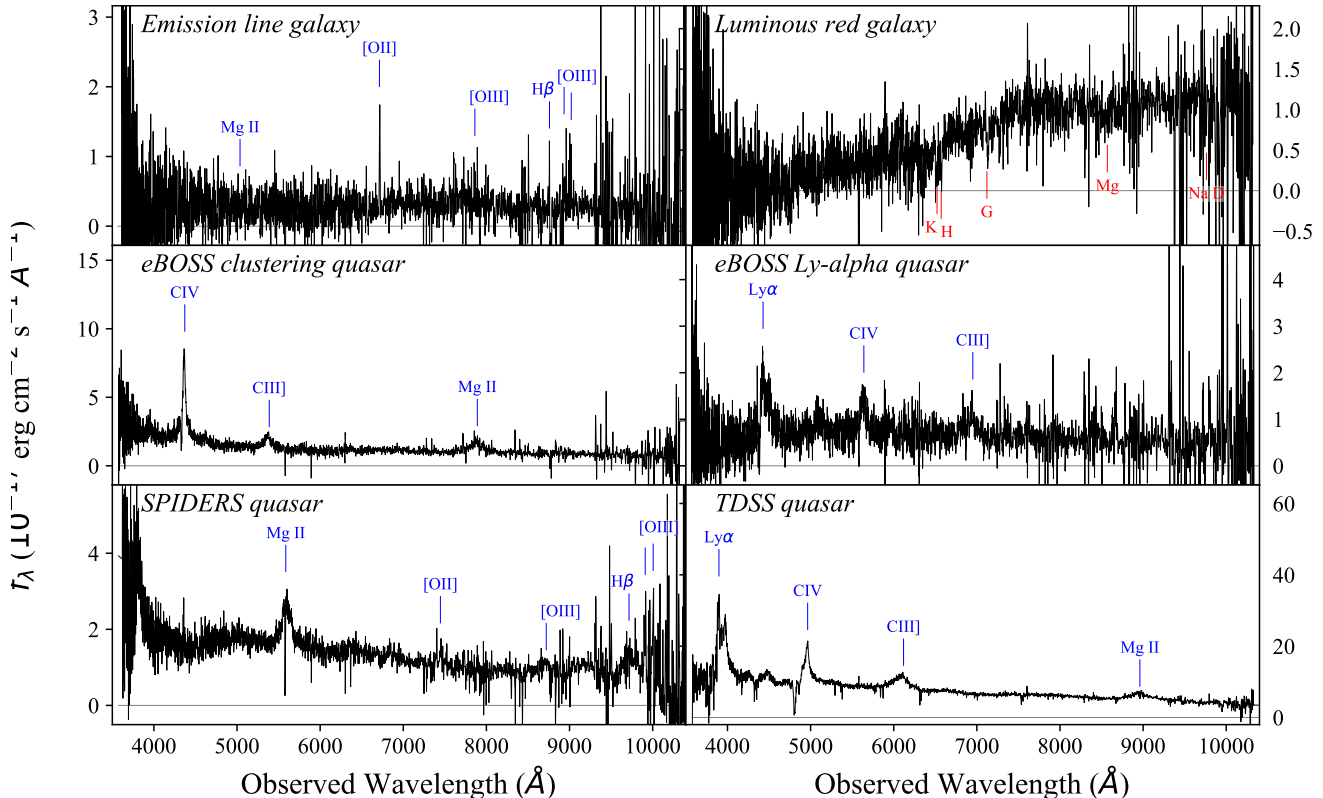 Emission line galaxy
3
2
1
0
Mg II
[OII]
[OIII]
Hβ
[OIII]
Luminous red galaxy
2.0
1.5
1.0
0.5
0.0
−0.5
K
H
G
Mg
Na D
eBOSS clustering quasar
15
10
5
0
CIV
CIII]
Mg II
eBOSS Ly-alpha quasar
4
3
2
1
0
Lyα
CIV
CIII]
SPIDERS quasar
4
2
0
Mg II
[OII]
[OIII]
Hβ
[OIII]
TDSS quasar
60
40
20
0
Lyα
CIV
CIII]
Mg II
4000 5000 6000 7000 8000 9000 10000
4000 5000 6000 7000 8000 9000 10000
Observed Wavelength (Å)
Observed Wavelength (Å)
erg cm⁻² s⁻¹